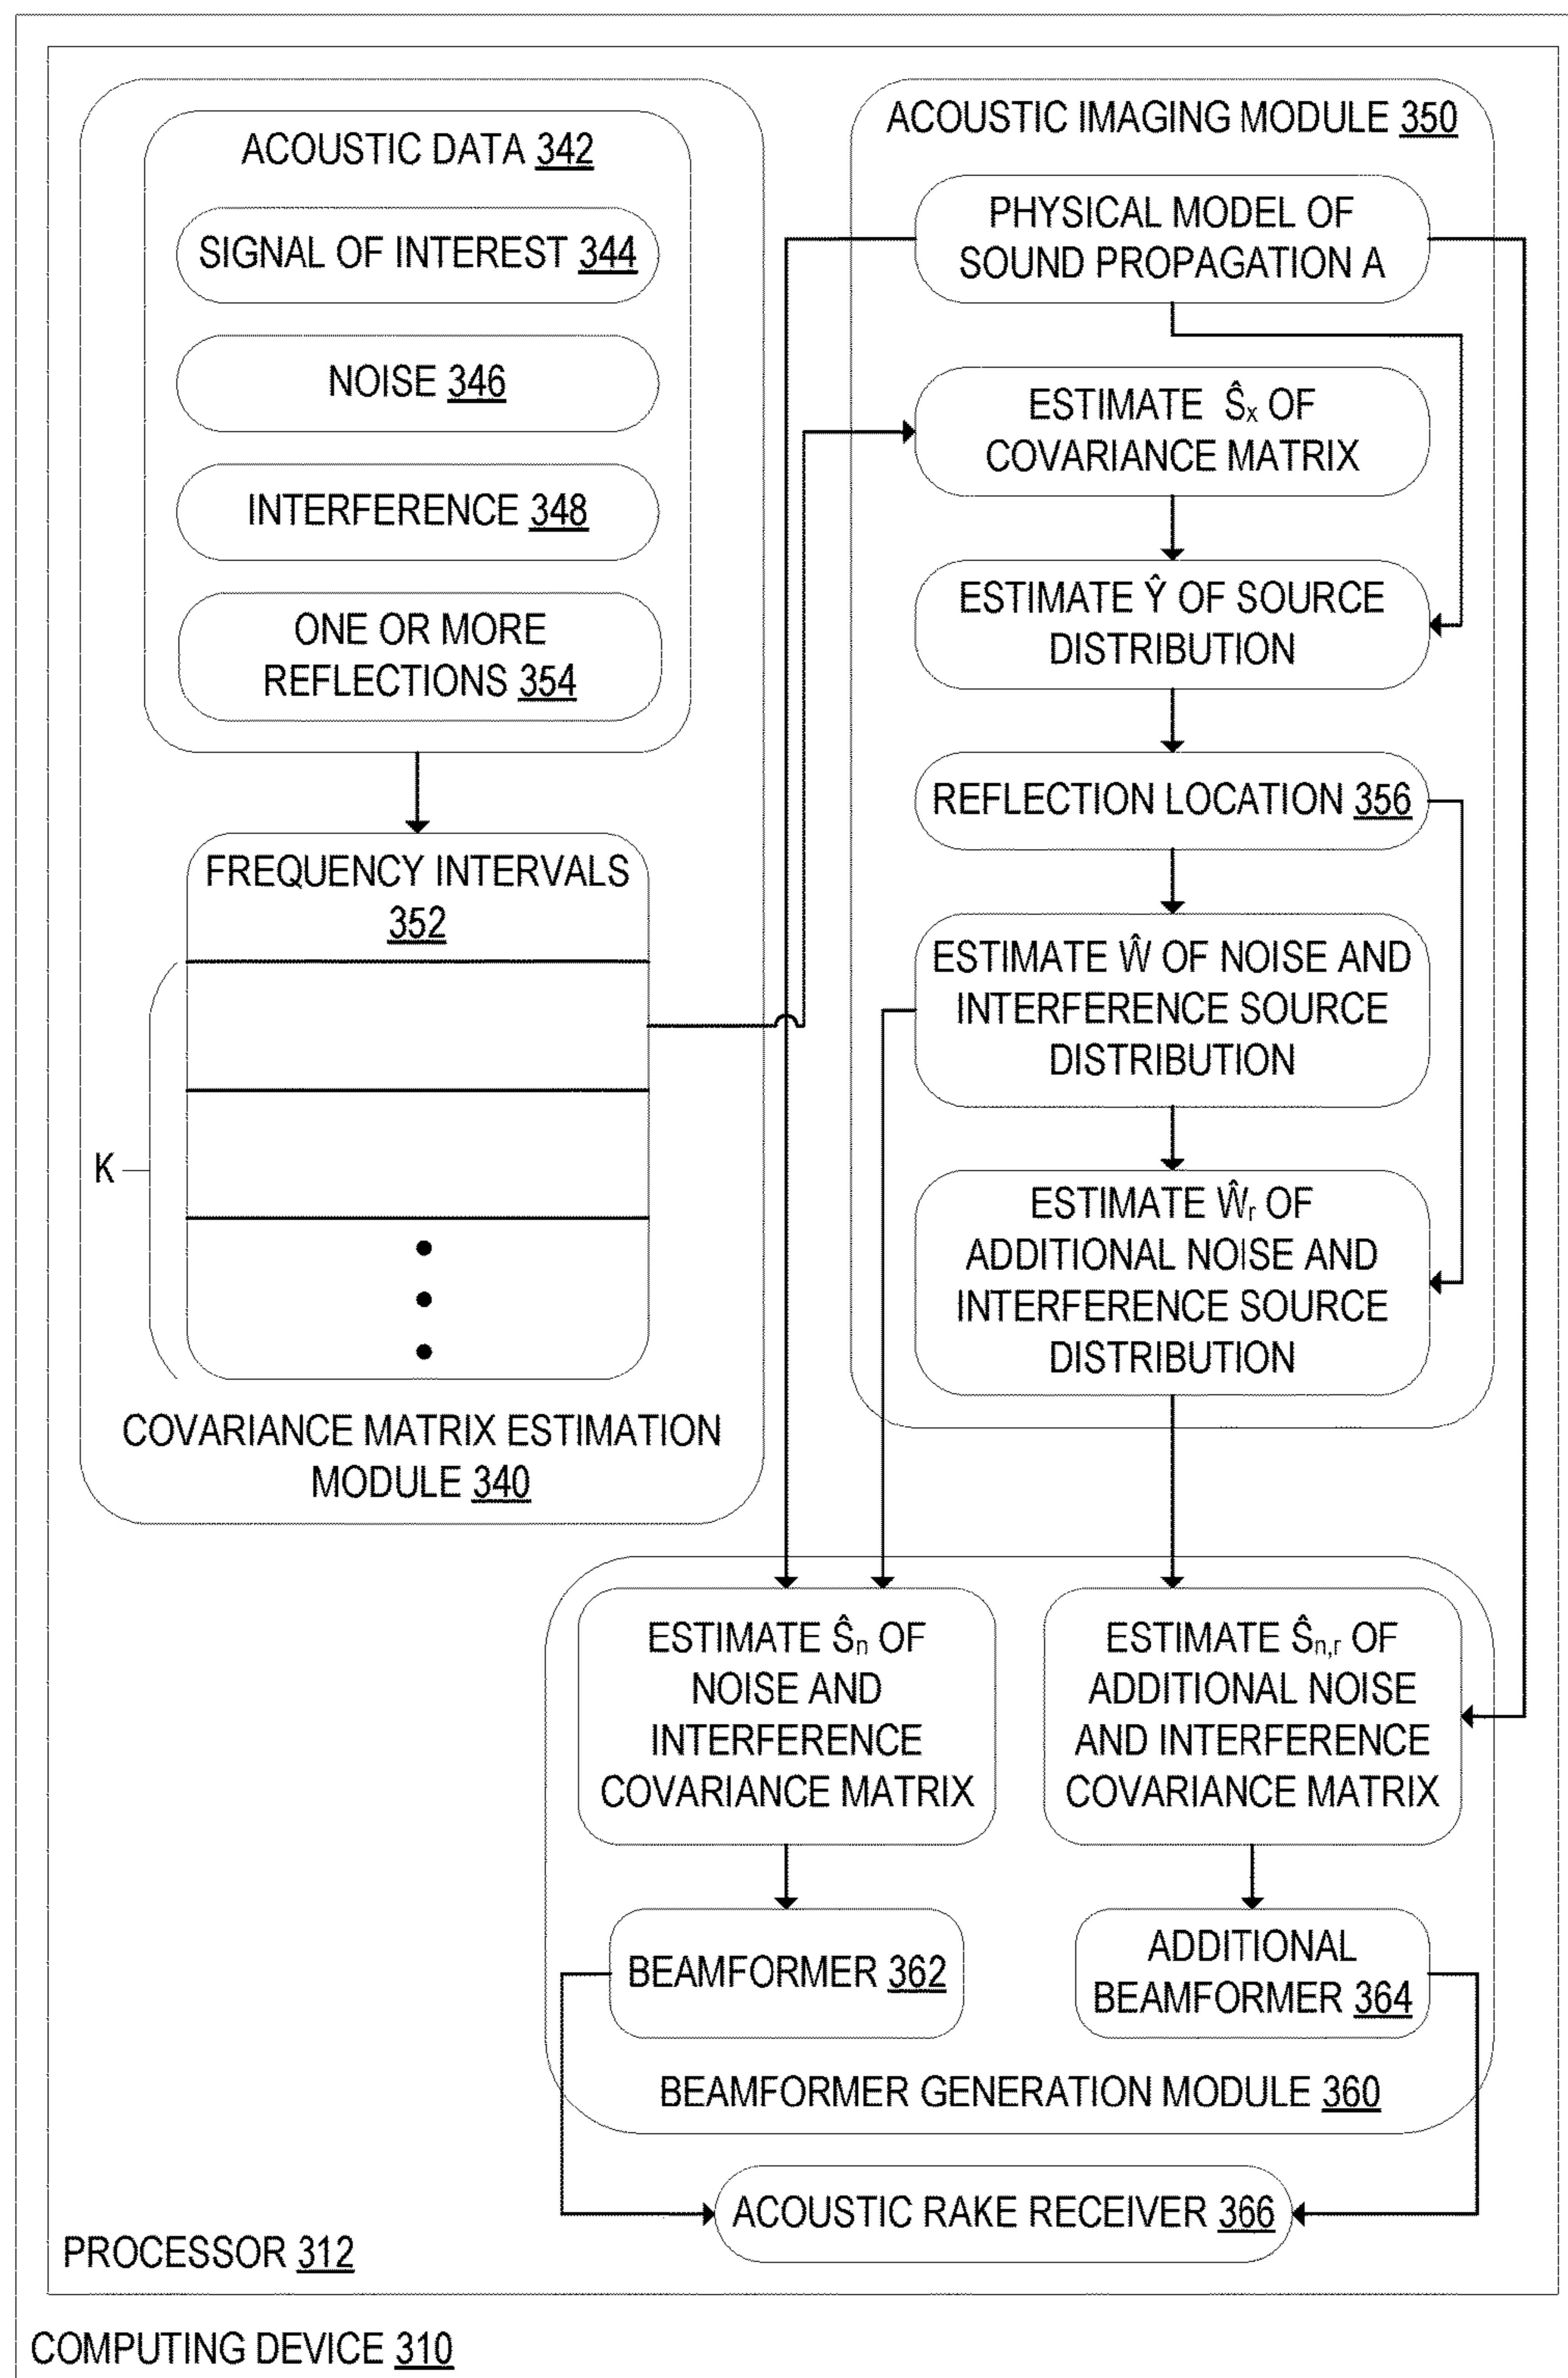 ACOUSTIC DATA 342
SIGNAL OF INTEREST 344
NOISE 346
INTERFERENCE 348
ONE OR MORE
REFLECTIONS 354
FREQUENCY INTERVALS
352
K
COVARIANCE MATRIX ESTIMATION
MODULE 340
ACOUSTIC IMAGING MODULE 350
PHYSICAL MODEL OF
SOUND PROPAGATION A
ESTIMATE Ŝx OF
COVARIANCE MATRIX
ESTIMATE Ŷ OF SOURCE
DISTRIBUTION
REFLECTION LOCATION 356
ESTIMATE Ŵ OF NOISE AND
INTERFERENCE SOURCE
DISTRIBUTION
ESTIMATE Ŵr OF
ADDITIONAL NOISE AND
INTERFERENCE SOURCE
DISTRIBUTION
ESTIMATE Ŝn OF
NOISE AND
INTERFERENCE
COVARIANCE MATRIX
ESTIMATE Ŝn,r OF
ADDITIONAL NOISE
AND INTERFERENCE
COVARIANCE MATRIX
BEAMFORMER 362
ADDITIONAL
BEAMFORMER 364
BEAMFORMER GENERATION MODULE 360
ACOUSTIC RAKE RECEIVER 366
PROCESSOR 312
COMPUTING DEVICE 310